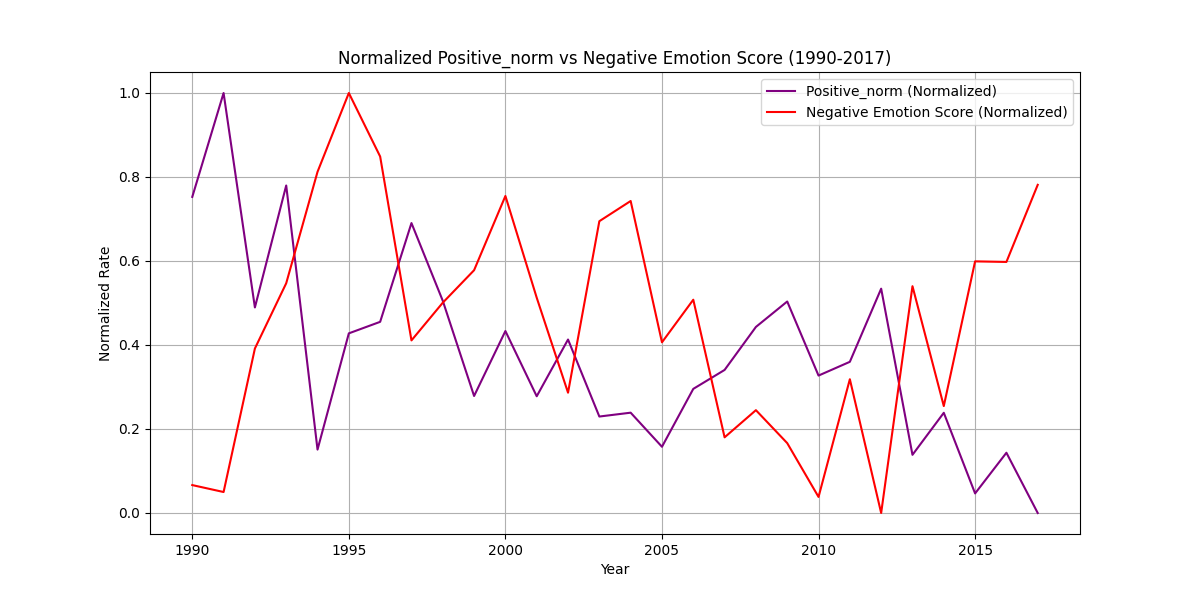 Normalized Positive_norm vs Negative Emotion Score (1990-2017)
Positive_norm (Normalized)
Negative Emotion Score (Normalized)
Normalized Rate
1.0
0.8
0.6
0.4
0.2
0.0
1990 1995 2000 2005 2010 2015
Year